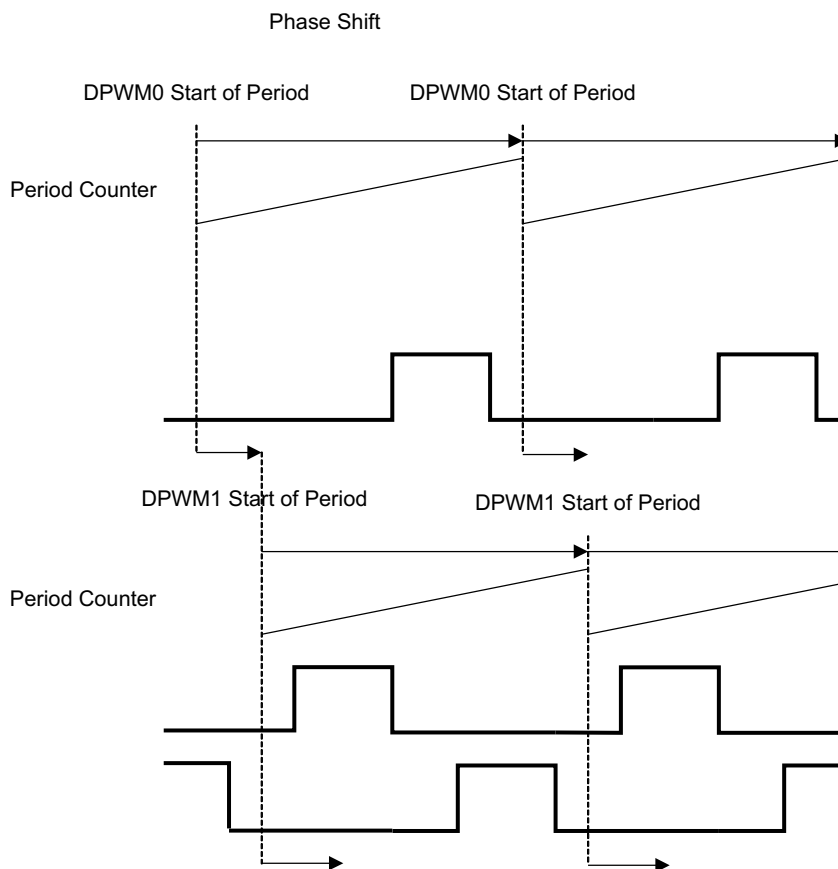 Phase Shift
DPWM0 Start of Period
DPWM0 Start of Period
Period Counter
DPWM1 Start of Period
DPWM1 Start of Period
Period Counter